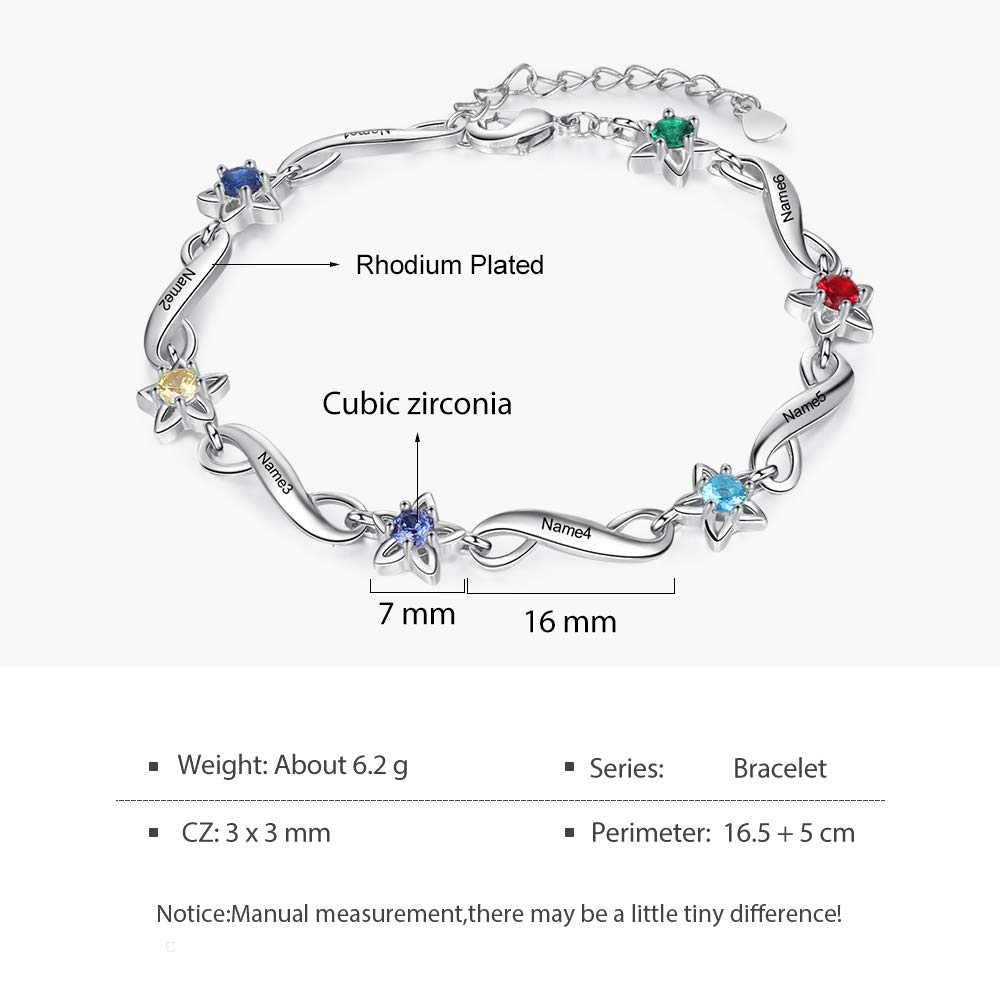 Name1
Name6
Name2
Rhodium Plated
Cubic zirconia
Name5
Name3
Name4
7 mm
16 mm
Weight: About 6.2 g
Series: Bracelet
CZ: 3 x 3 mm
Perimeter: 16.5 + 5 cm
Notice:Manual measurement,there may be a little tiny difference!
C